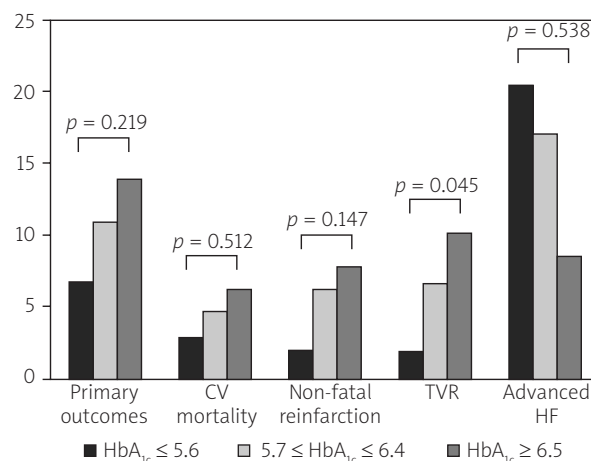 25
20
15
10
5
0
p = 0.219
p = 0.512
p = 0.147
p = 0.045
p = 0.538
Primary
outcomes
CV
mortality
Non-fatal
reinfarction
TVR
Advanced
HF
HbA1c ≤ 5.6
5.7 ≤ HbA1c ≤ 6.4
HbA1c ≥ 6.5